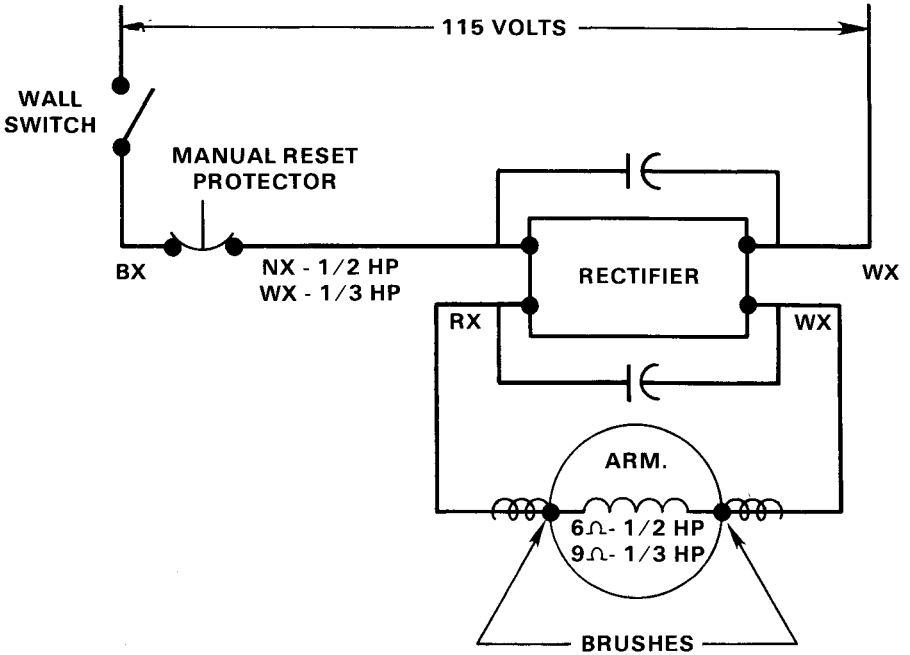 115 VOLTS
WALL
SWITCH
MANUAL RESET
PROTECTOR
BX
NX - 1/2 HP
WX - 1/3 HP
RECTIFIER
WX
RX
WX
ARM.
6Ω- 1/2 HP
9Ω- 1/3 HP
BRUSHES